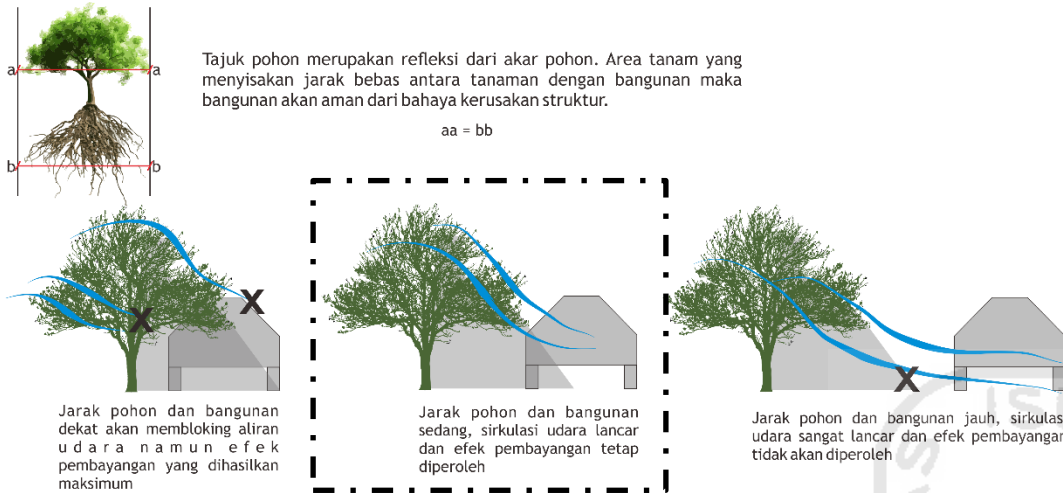 a a
Tajuk pohon merupakan refleksi dari akar pohon. Area tanam yang
menyisakan jarak bebas antara tanaman dengan bangunan maka
bangunan akan aman dari bahaya kerusakan struktur.
aa = bb
b b
X
X
Jarak pohon dan bangunan
dekat akan membloking aliran
udara namun efek
pembayangan yang dihasilkan
maksimum
Jarak pohon dan bangunan
sedang, sirkulasi udara lancar
dan efek pembayangan tetap
diperoleh
X
Jarak pohon dan bangunan jauh, sirkulas
udara sangat lancar dan efek pembayangan
tidak akan diperoleh